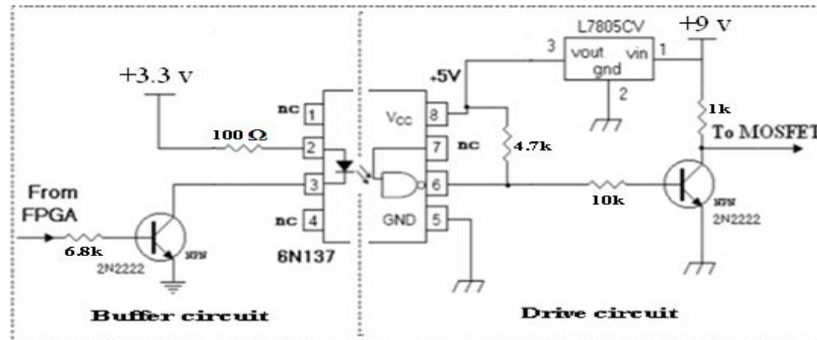 L7805CV
+9 v
+3.3 v
3
vout
vin
1
gnd
+5V
2
nc
1
VCC
8
1k
100 Ω
2
7
nc
4.7k
To MOSFET
3
6
From
FPGA
10k
nc
4
GND
5
NPN
2N2222
6.8k
NPN
2N2222
6N137
Buffer circuit
Drive circuit